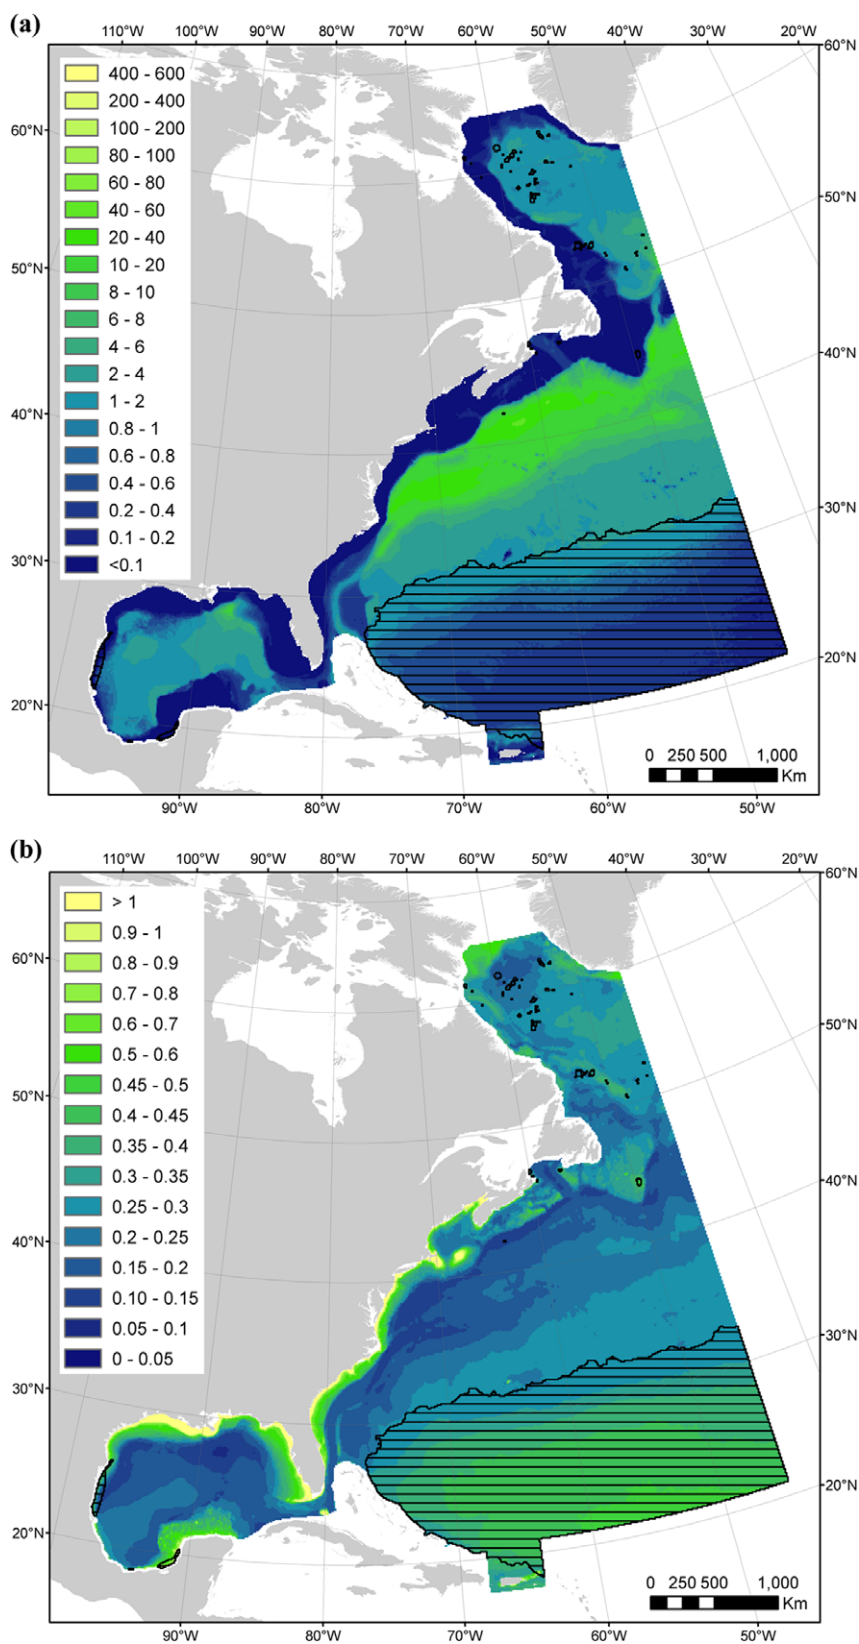 (a)
110°W 100°W 90°W 80°W 70°W 60°W 50°W 40°W 30°W 20°W
60°N
400 - 600
200 - 400
100 - 200
80 - 100
60 - 80
40 - 60
20 - 40
10 - 20
8 - 10
6 - 8
4 - 6
2 - 4
1 - 2
0.8 - 1
0.6 - 0.8
0.4 - 0.6
0.2 - 0.4
0.1 - 0.2
<0.1
60°N
50°N
40°N
30°N
20°N
50°N
40°N
30°N
20°N
0 250 500 1,000
Km
90°W 80°W 70°W 60°W 50°W
(b)
110°W 100°W 90°W 80°W 70°W 60°W 50°W 40°W 30°W 20°W
60°N
> 1
0.9 - 1
0.8 - 0.9
0.7 - 0.8
0.6 - 0.7
0.5 - 0.6
0.45 - 0.5
0.4 - 0.45
0.35 - 0.4
0.3 - 0.35
0.25 - 0.3
0.2 - 0.25
0.15 - 0.2
0.10 - 0.15
0.05 - 0.1
0 - 0.05
60°N
50°N
40°N
30°N
20°N
50°N
40°N
30°N
20°N
0 250 500 1,000
Km
90°W 80°W 70°W 60°W 50°W